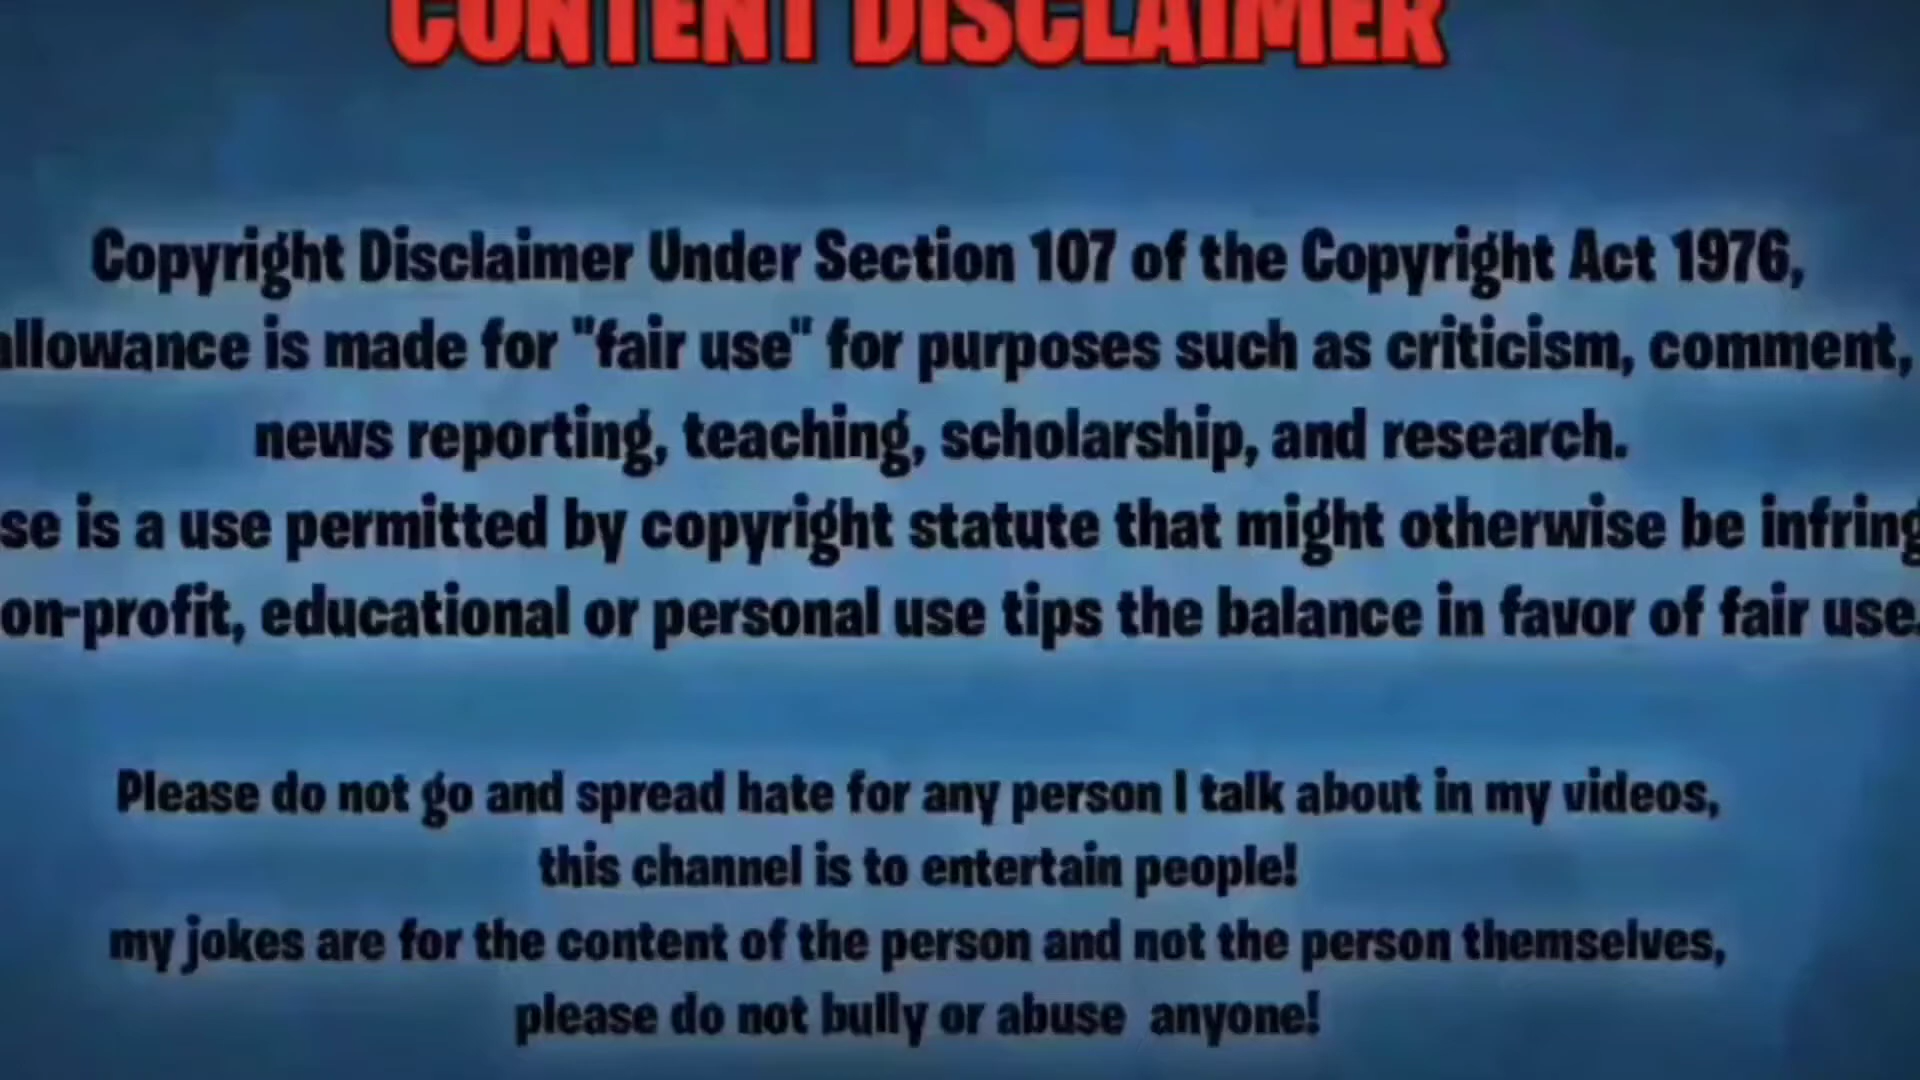 CONTENT DISCLAIMER
Copyright Disclaimer Under Section 107 of the Copyright Act 1976,
allowance is made for "fair use" for purposes such as criticism, comment,
news reporting, teaching, scholarship, and research.
se is a use permitted by copyright statute that might otherwise be infring
on-profit, educational or personal use tips the balance in favor of fair use.
Please do not go and spread hate for any person I talk about in my videos,
this channel is to entertain people!
my jokes are for the content of the person and not the person themselves,
please do not bully or abuse anyone!